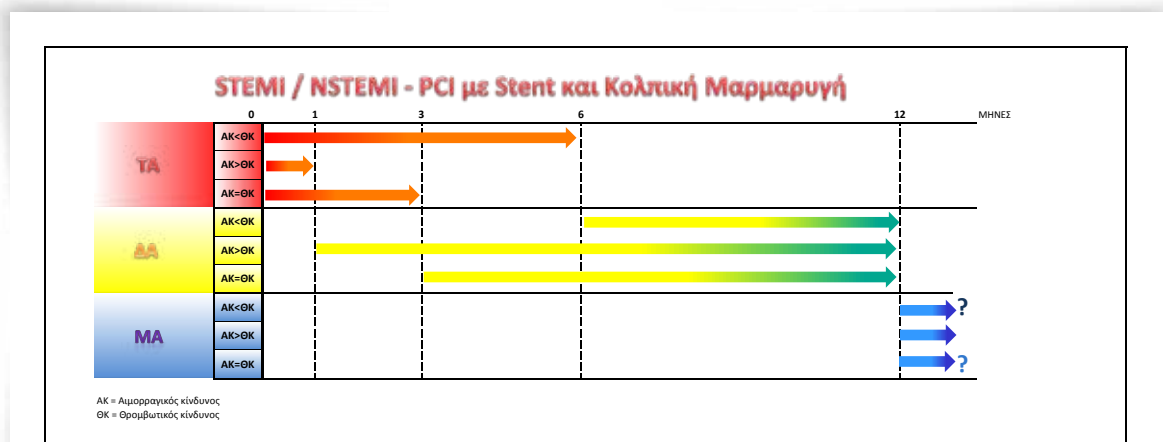 STEMI / NSTEMI - PCI με Stent και Κολπική Μαρμαρυγή
0 1 3 6 12 ΜΗΝΕΣ
ΤΑ
ΑΚ<ΘΚ
ΑΚ>ΘΚ
ΑΚ=ΘΚ
ΔΑ
ΑΚ<ΘΚ
ΑΚ>ΘΚ
ΑΚ=ΘΚ
ΜΑ
ΑΚ<ΘΚ ?
ΑΚ>ΘΚ
ΑΚ=ΘΚ ?
ΑΚ = Αιμορραγικός κίνδυνος
ΘΚ = Θρομβωτικός κίνδυνος